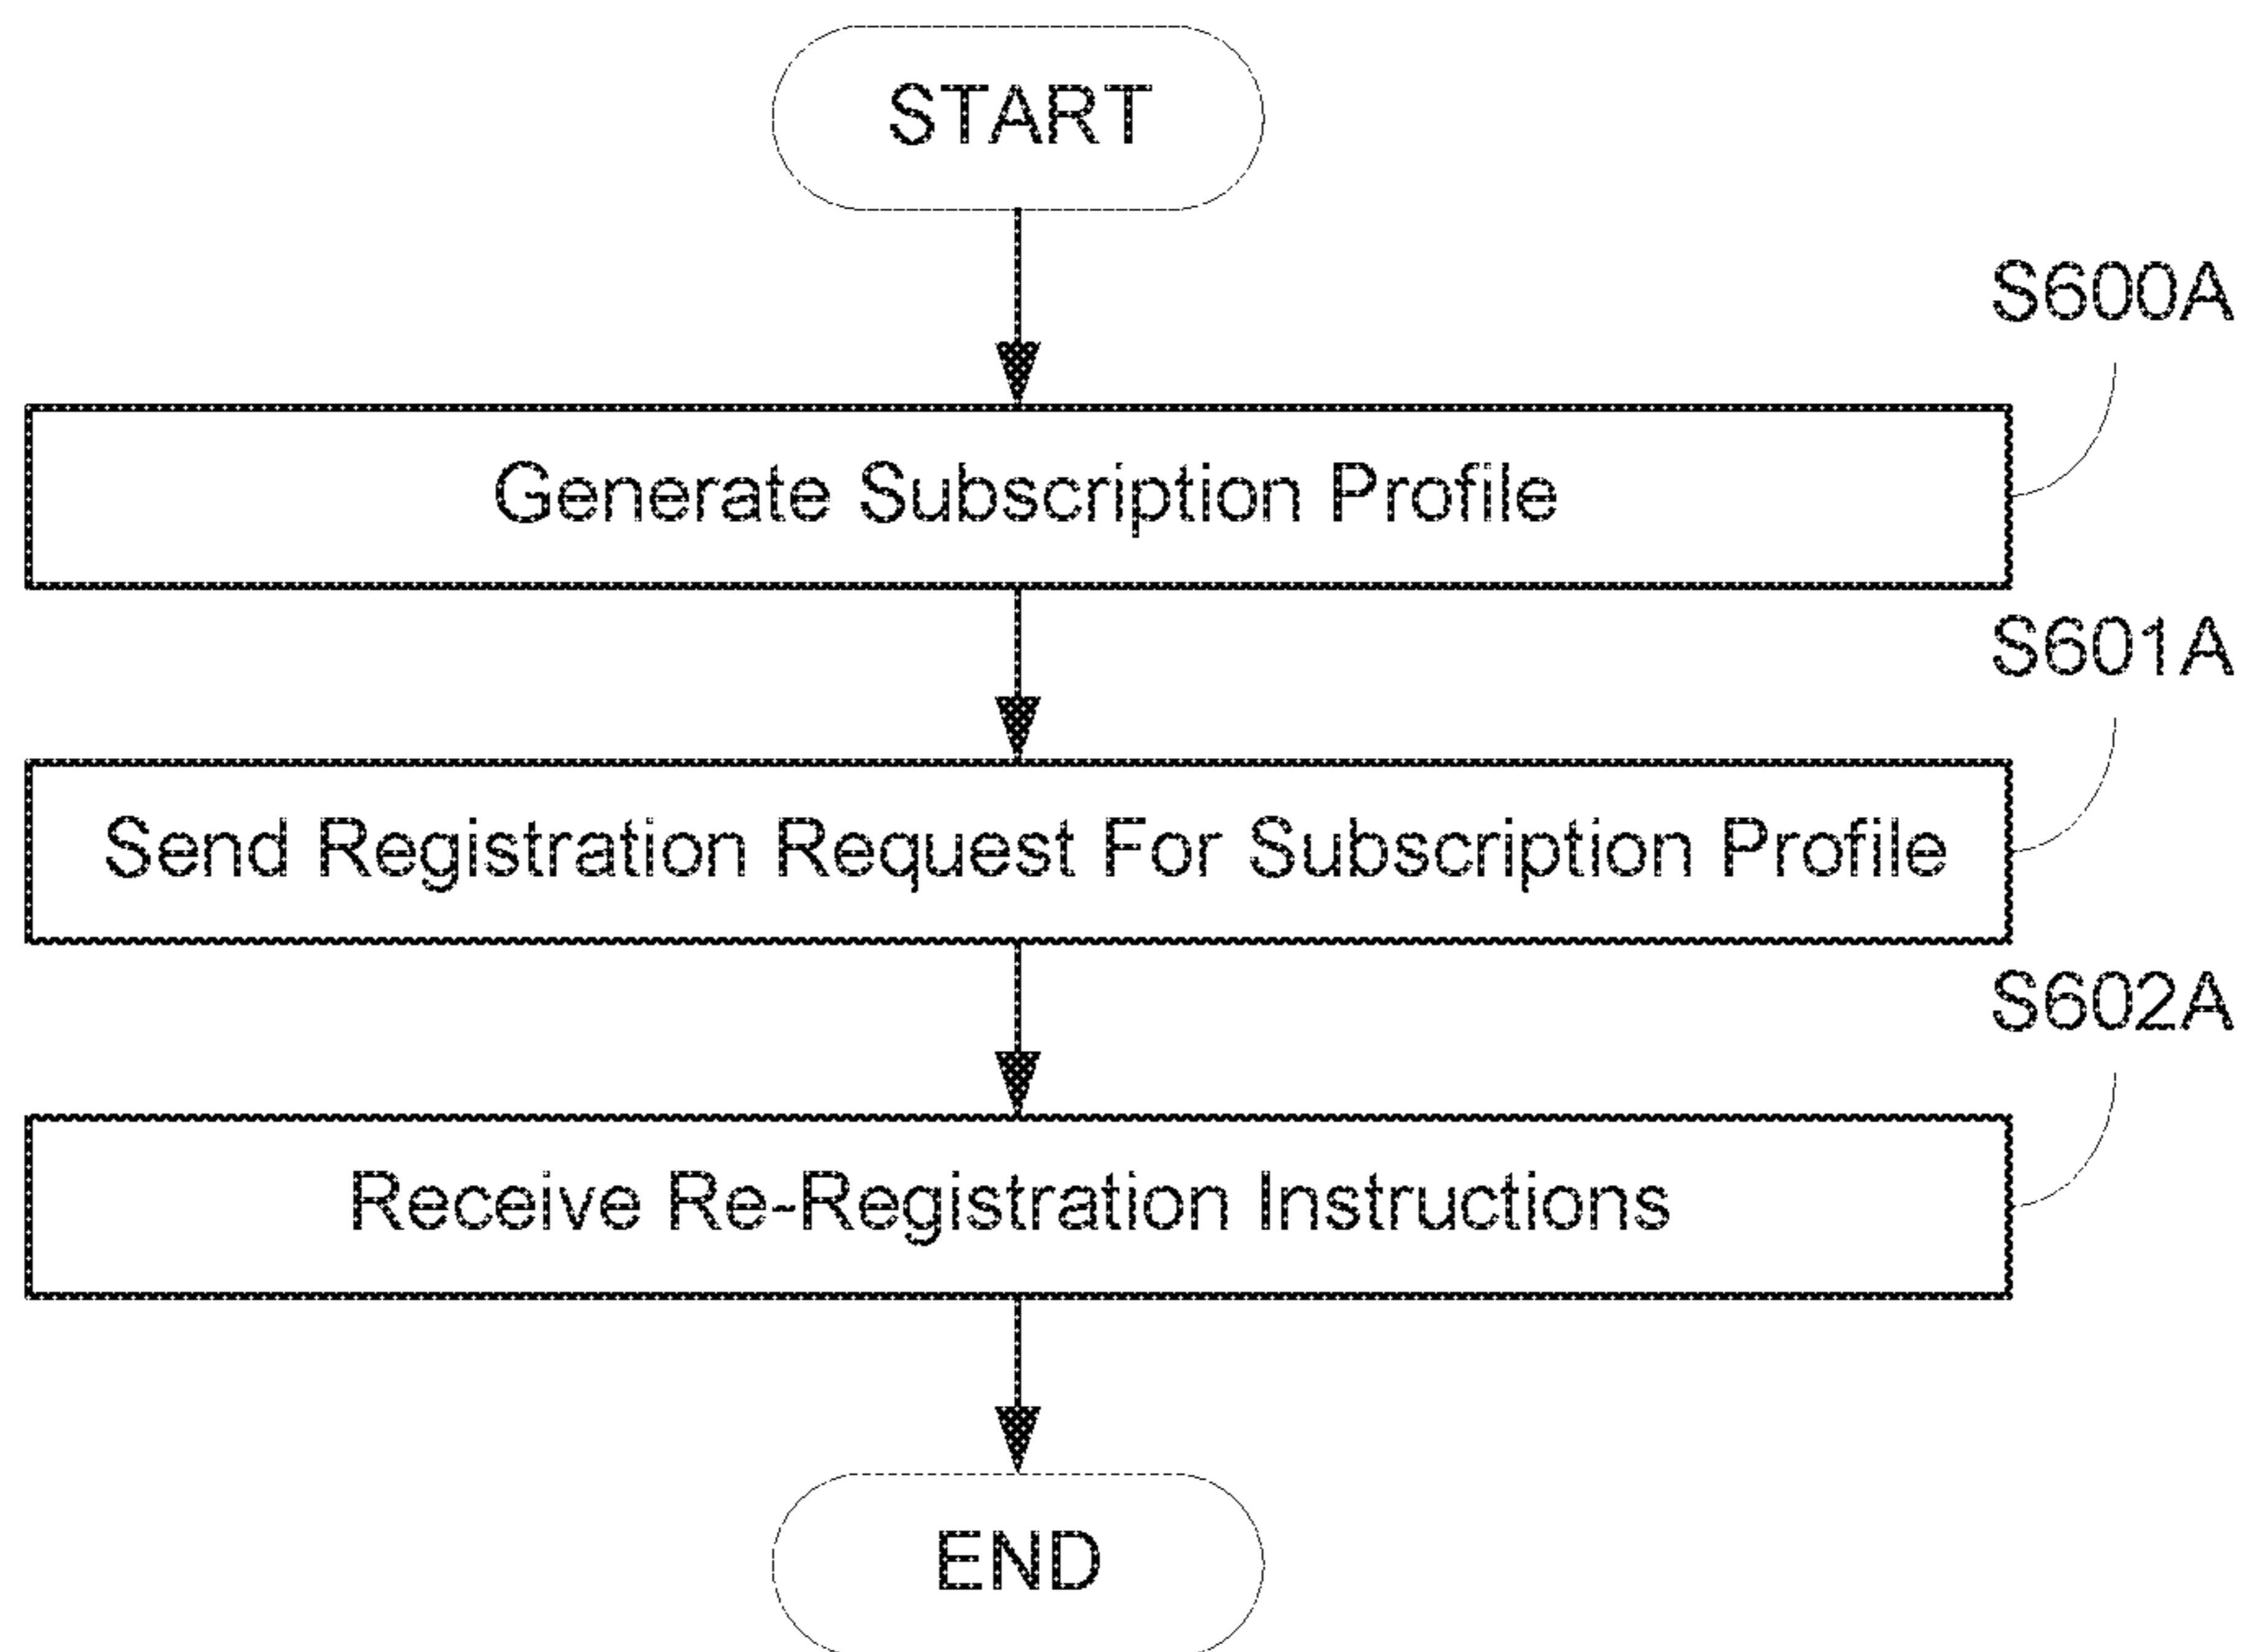 START
S600A
Generate Subscription Profile
S601A
Send Registration Request For Subscription Profile
S602A
Receive Re-Registration Instructions
END